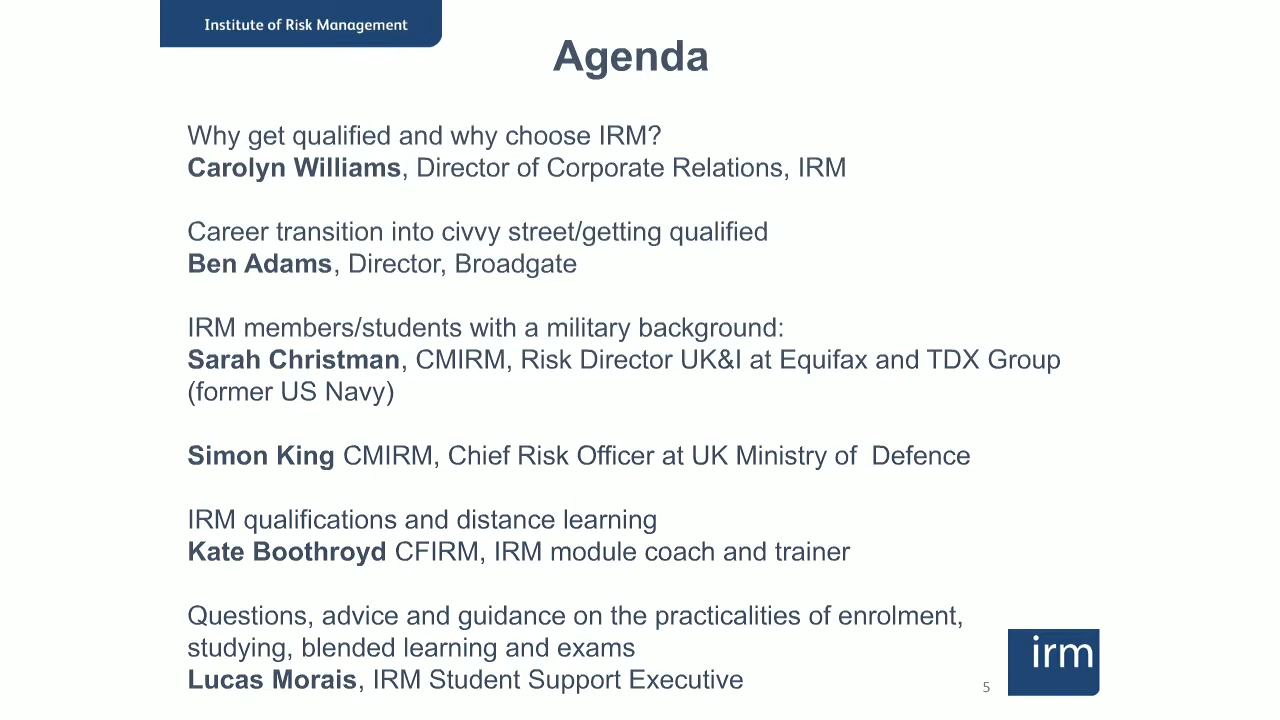 Institute of Risk Management
Agenda
Why get qualified and why choose IRM?
Carolyn Williams, Director of Corporate Relations, IRM
Career transition into civvy street/getting qualified
Ben Adams, Director, Broadgate
IRM members/students with a military background:
Sarah Christman, CMIRM, Risk Director UK&I at Equifax and TDX Group
(former US Navy)
Simon King CMIRM, Chief Risk Officer at UK Ministry of  Defence
IRM qualifications and distance learning
Kate Boothroyd CFIRM, IRM module coach and trainer
Questions, advice and guidance on the practicalities of enrolment,
studying, blended learning and exams
Lucas Morais, IRM Student Support Executive
5
irm